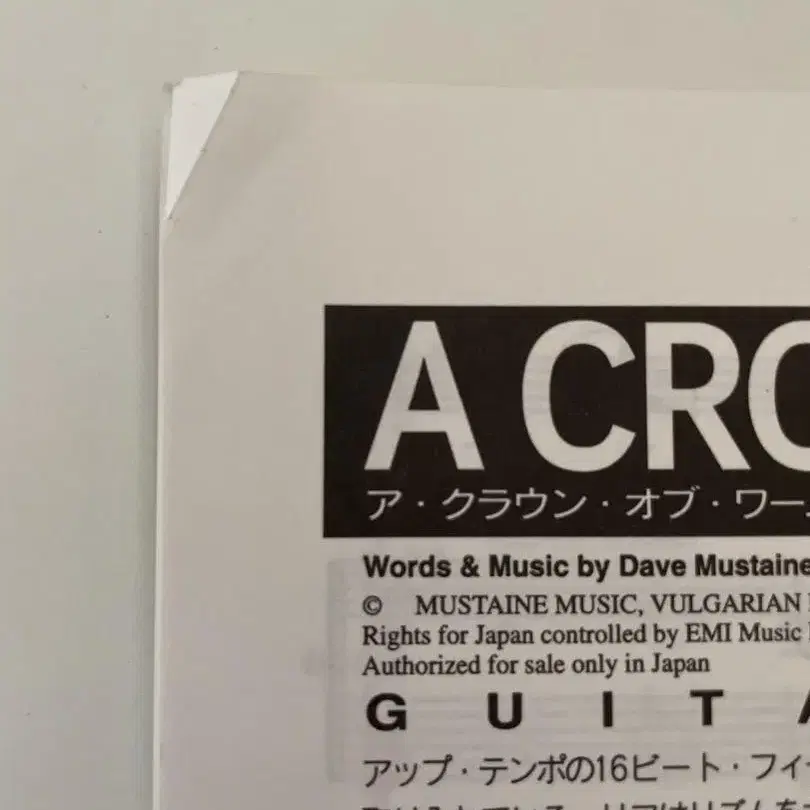 A CRO
ア・クラウン・オブ・ワー
Words & Music by Dave Mustaine
© MUSTAINE MUSIC, VULGARIAN
Rights for Japan controlled by EMI Music
Authorized for sale only in Japan
G U I T A
アップ・テンポの16ビート・フィ